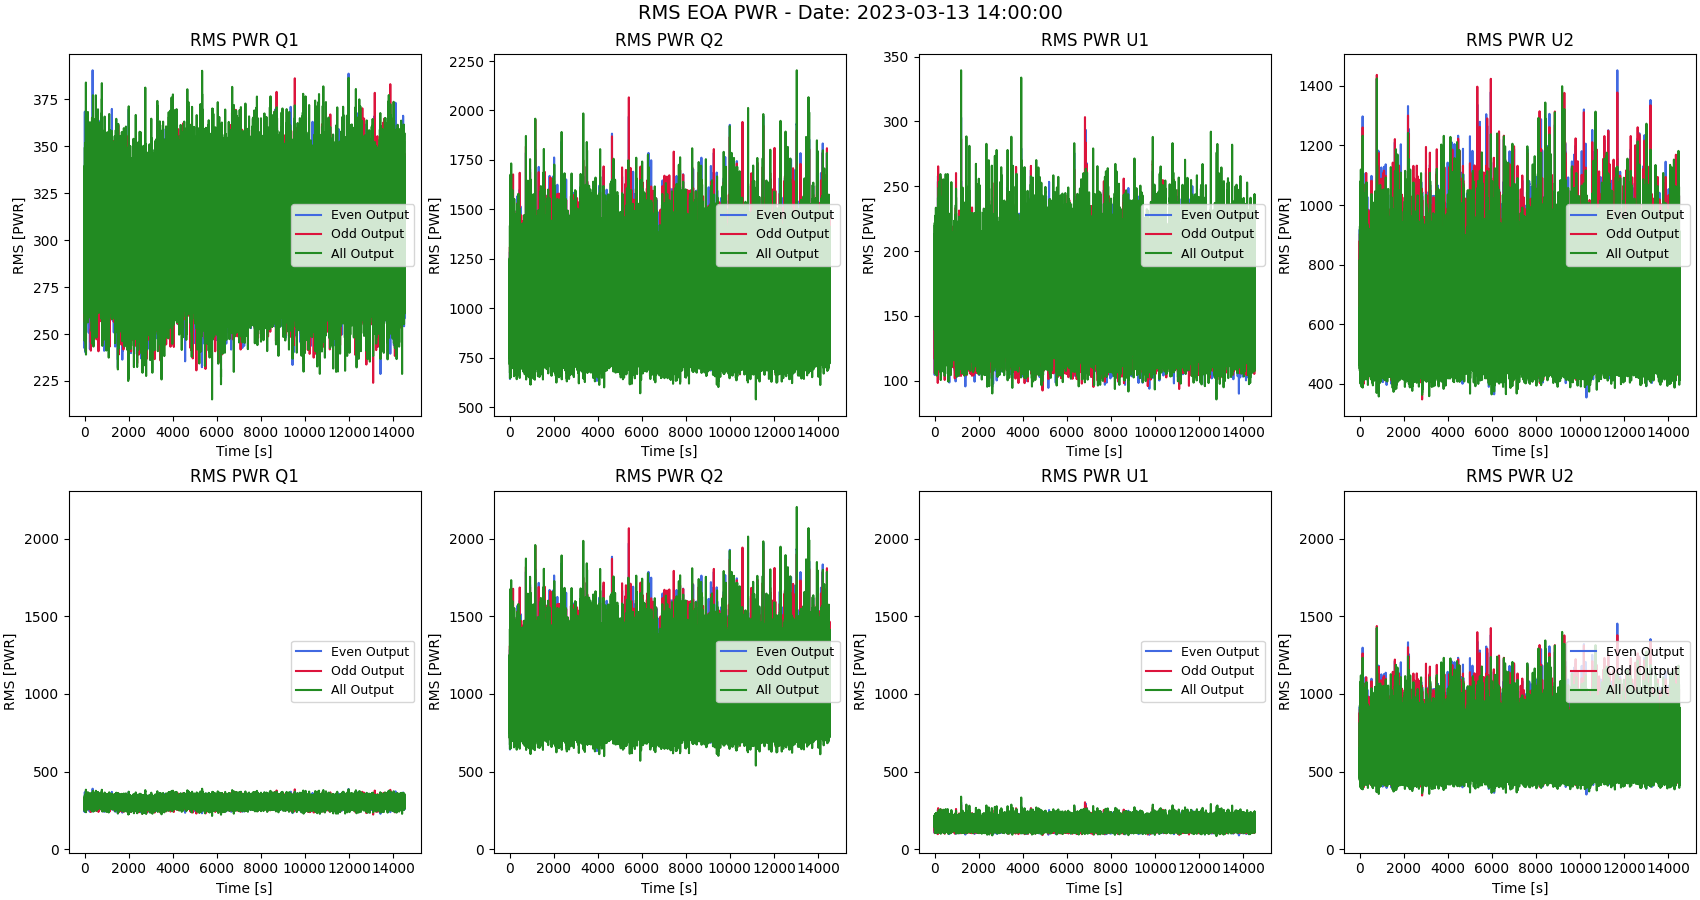 RMS EOA PWR - Date: 2023-03-13 14:00:00
RMS PWR Q1
RMS [PWR]
375
350
325
300
275
250
225
Even Output
Odd Output
All Output
0 2000 4000 6000 8000 10000 12000 14000
Time [s]
RMS PWR Q2
RMS [PWR]
2250
2000
1750
1500
1250
1000
750
500
Even Output
Odd Output
All Output
0 2000 4000 6000 8000 10000 12000 14000
Time [s]
RMS PWR U1
RMS [PWR]
350
300
250
200
150
100
Even Output
Odd Output
All Output
0 2000 4000 6000 8000 10000 12000 14000
Time [s]
RMS PWR U2
RMS [PWR]
1400
1200
1000
800
600
400
Even Output
Odd Output
All Output
0 2000 4000 6000 8000 10000 12000 14000
Time [s]
RMS PWR Q1
RMS [PWR]
2000
1500
1000
500
0
Even Output
Odd Output
All Output
0 2000 4000 6000 8000 10000 12000 14000
Time [s]
RMS PWR Q2
RMS [PWR]
2000
1500
1000
500
0
Even Output
Odd Output
All Output
0 2000 4000 6000 8000 10000 12000 14000
Time [s]
RMS PWR U1
RMS [PWR]
2000
1500
1000
500
0
Even Output
Odd Output
All Output
0 2000 4000 6000 8000 10000 12000 14000
Time [s]
RMS PWR U2
RMS [PWR]
2000
1500
1000
500
0
Even Output
Odd Output
All Output
0 2000 4000 6000 8000 10000 12000 14000
Time [s]